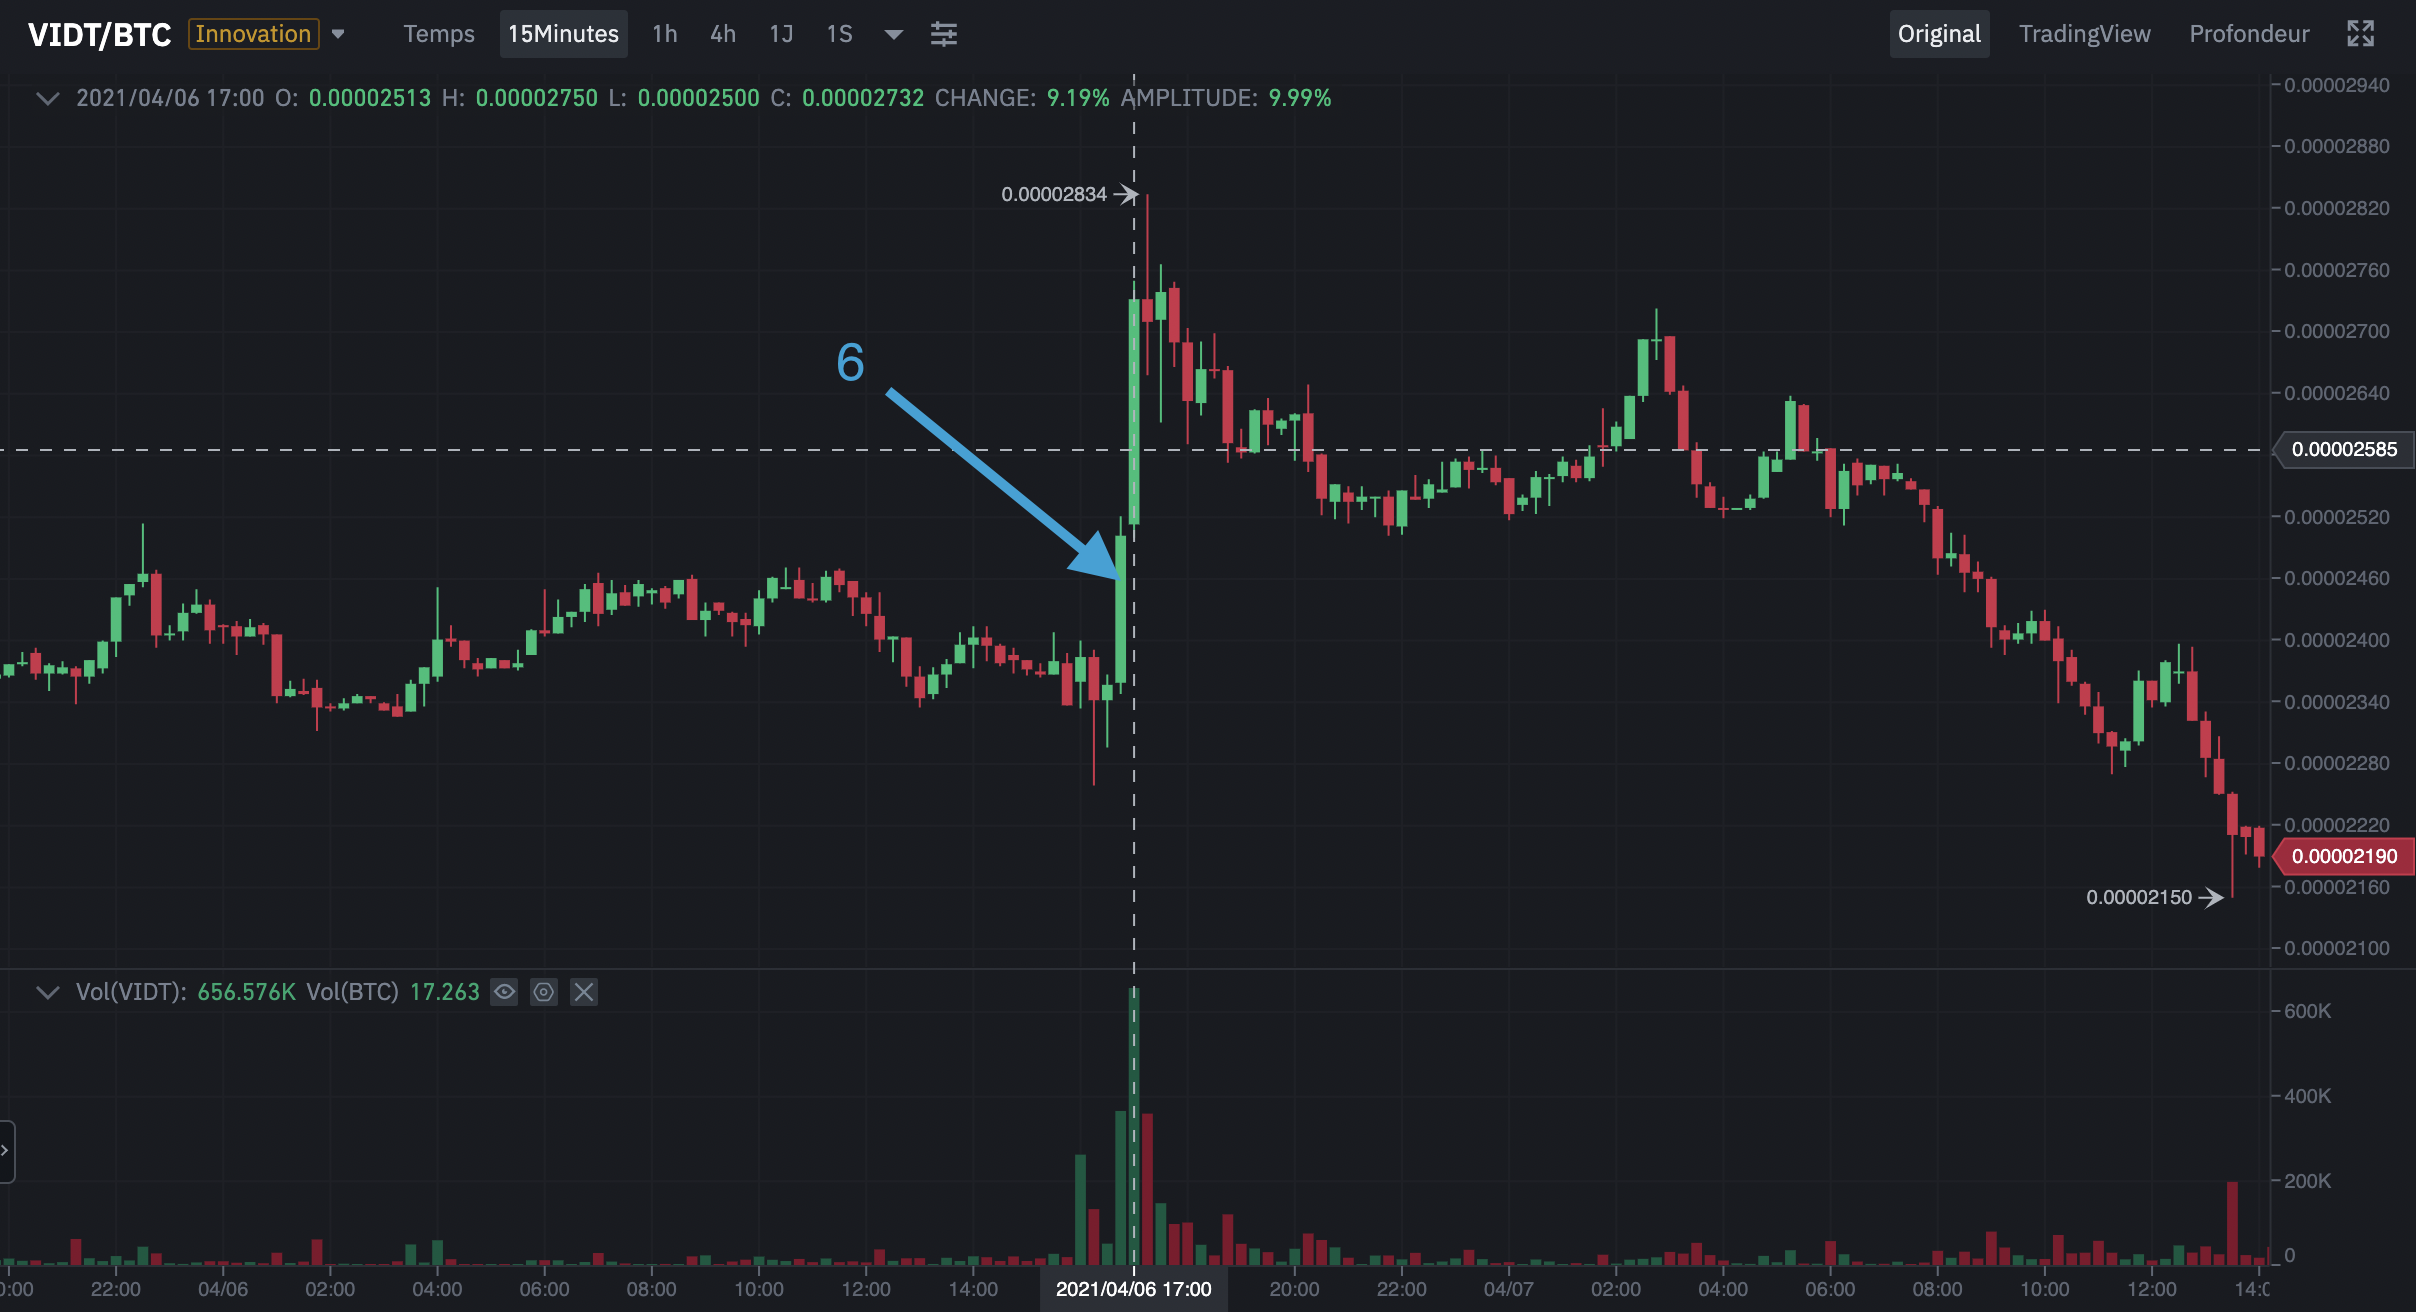 VIDT/BTC Innovation Temps 15Minutes 1h 4h 1J 1S Original TradingView Profondeur
2021/04/06 17:00 O: 0.00002513 H: 0.00002750 L: 0.00002500 C: 0.00002732 CHANGE: 9.19% AMPLITUDE: 9.99%
0.00002940
0.00002880
0.00002834
0.00002820
0.00002760
0.00002700
6
0.00002640
0.00002585
0.00002520
0.00002460
0.00002400
0.00002340
0.00002280
0.00002220
0.00002190
0.00002160
0.00002150
0.00002100
Vol(VIDT): 656.576K Vol(BTC) 17.263
600K
400K
200K
0
22:00 04/06 02:00 04:00 06:00 08:00 10:00 12:00 14:00 2021/04/06 17:00 20:00 22:00 04/07 02:00 04:00 06:00 08:00 10:00 12:00